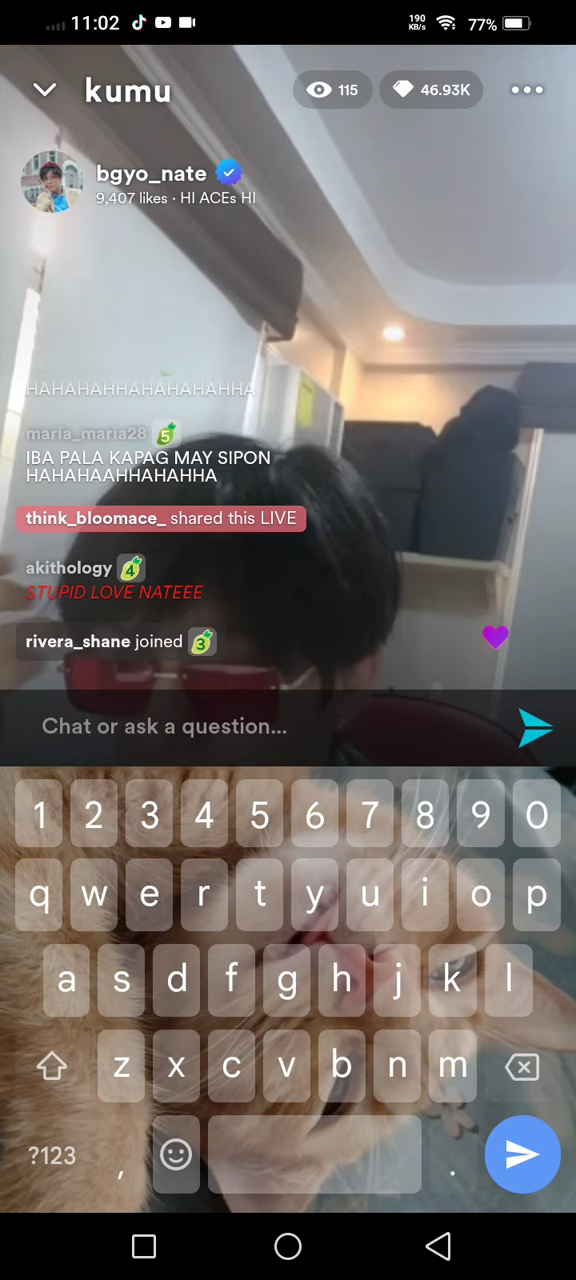 11:02
190
KB/s
77%
kumu
115
46.93K
bgyo_nate
9,407 likes · HI ACEs HI
HAHAHAHHAHAHAHAHHA
maria_maria28 5
IBA PALA KAPAG MAY SIPON
HAHAHAAHHAHAHHA
think_bloomace_ shared this LIVE
akithology 4
STUPID LOVE NATEEE
rivera_shane joined 3
Chat or ask a question...
1 2 3 4 5 6 7 8 9 0
q w e r t y u i o p
a s d f g h j k l
z x c v b n m
?123 , .